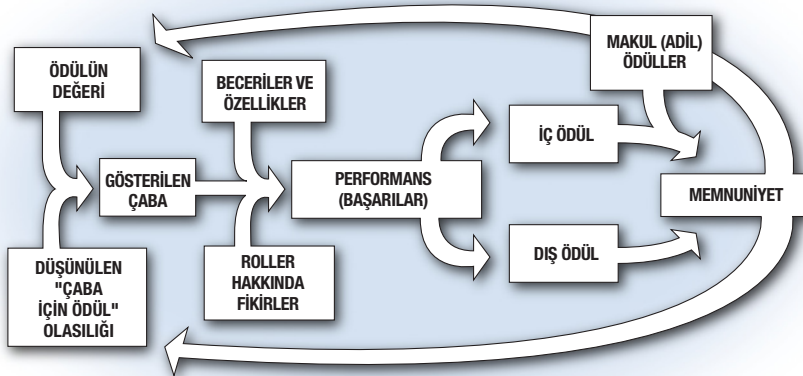 MAKUL (ADİL)
ÖDÜLLER
ÖDÜLÜN
DEĞERİ
BECERİLER VE
ÖZELLİKLER
İÇ ÖDÜL
GÖSTERİLEN
ÇABA
PERFORMANS
(BAŞARILAR)
MEMNUNİYET
DÜŞÜNÜLEN
"ÇABA
İÇİN ÖDÜL"
OLASILIĞI
ROLLER
HAKKINDA
FİKİRLER
DIŞ ÖDÜL